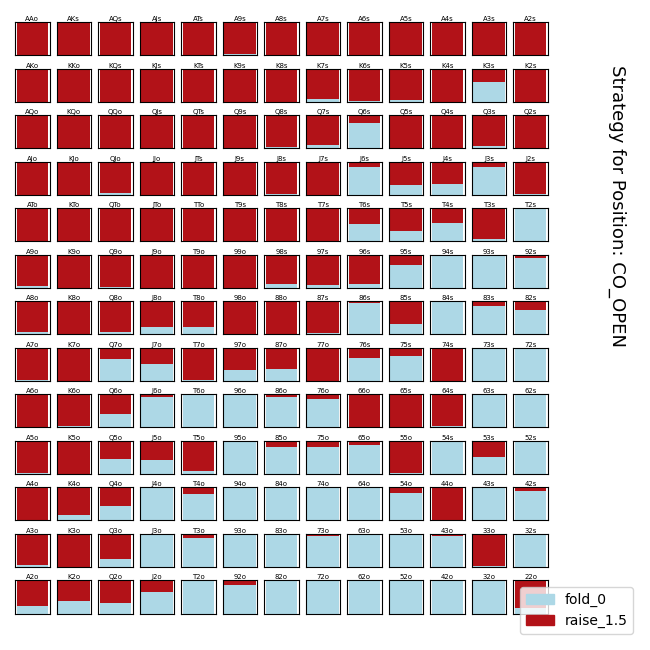 AAo AKs AQs AJs ATs A9s A8s A7s A6s A5s A4s A3s A2s
AKo KKo KQs KJs KTs K9s K8s K7s K6s K5s K4s K3s K2s
AQo KQo QQo QJs QTs Q9s Q8s Q7s Q6s Q5s Q4s Q3s Q2s
AJo KJo QJo JJo JTs J9s J8s J7s J6s J5s J4s J3s J2s
ATo KTo QTo JTo TTo T9s T8s T7s T6s T5s T4s T3s T2s
A9o K9o Q9o J9o T9o 99o 98s 97s 96s 95s 94s 93s 92s
A8o K8o Q8o J8o T8o 98o 88o 87s 86s 85s 84s 83s 82s
A7o K7o Q7o J7o T7o 97o 87o 77o 76s 75s 74s 73s 72s
A6o K6o Q6o J6o T6o 96o 86o 76o 66o 65s 64s 63s 62s
A5o K5o Q5o J5o T5o 95o 85o 75o 65o 55o 54s 53s 52s
A4o K4o Q4o J4o T4o 94o 84o 74o 64o 54o 44o 43s 42s
A3o K3o Q3o J3o T3o 93o 83o 73o 63o 53o 43o 33o 32s
A2o K2o Q2o J2o T2o 92o 82o 72o 62o 52o 42o 32o 22o
Strategy for Position: CO_OPEN
fold_0
raise_1.5